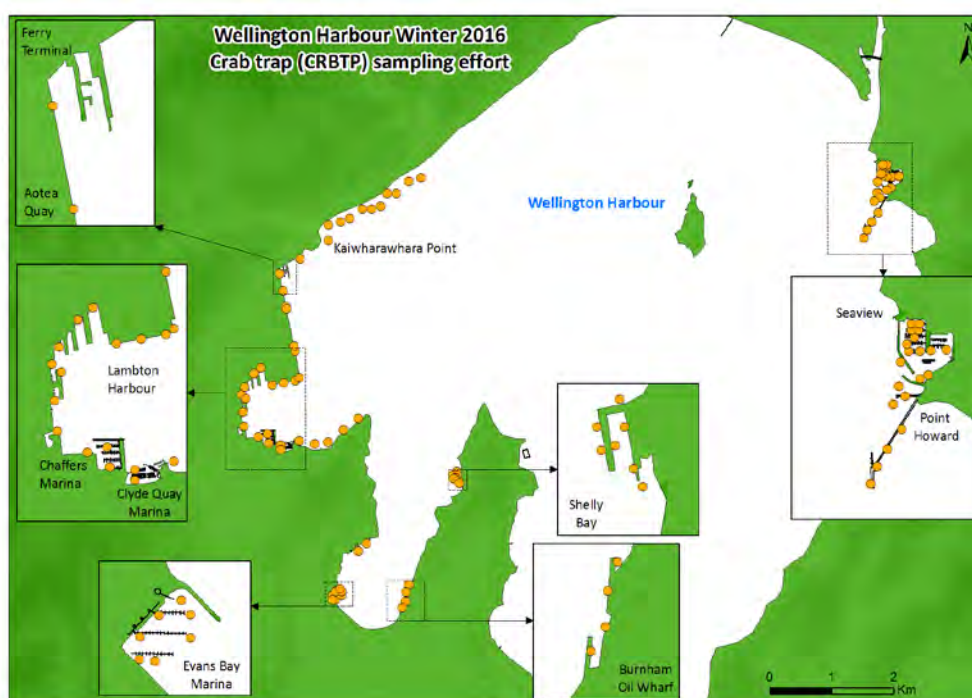 Wellington Harbour Winter 2016
Crab trap (CRBTP) sampling effort
N
Ferry
Terminal
Aotea
Quay
Wellington Harbour
Kaiwharawhara Point
Lambton
Harbour
Chaffers
Marina
Clyde Quay
Marina
Seaview
Point
Howard
Shelly
Bay
Evans Bay
Marina
Burnham
Oil Wharf
0 1 2
Km